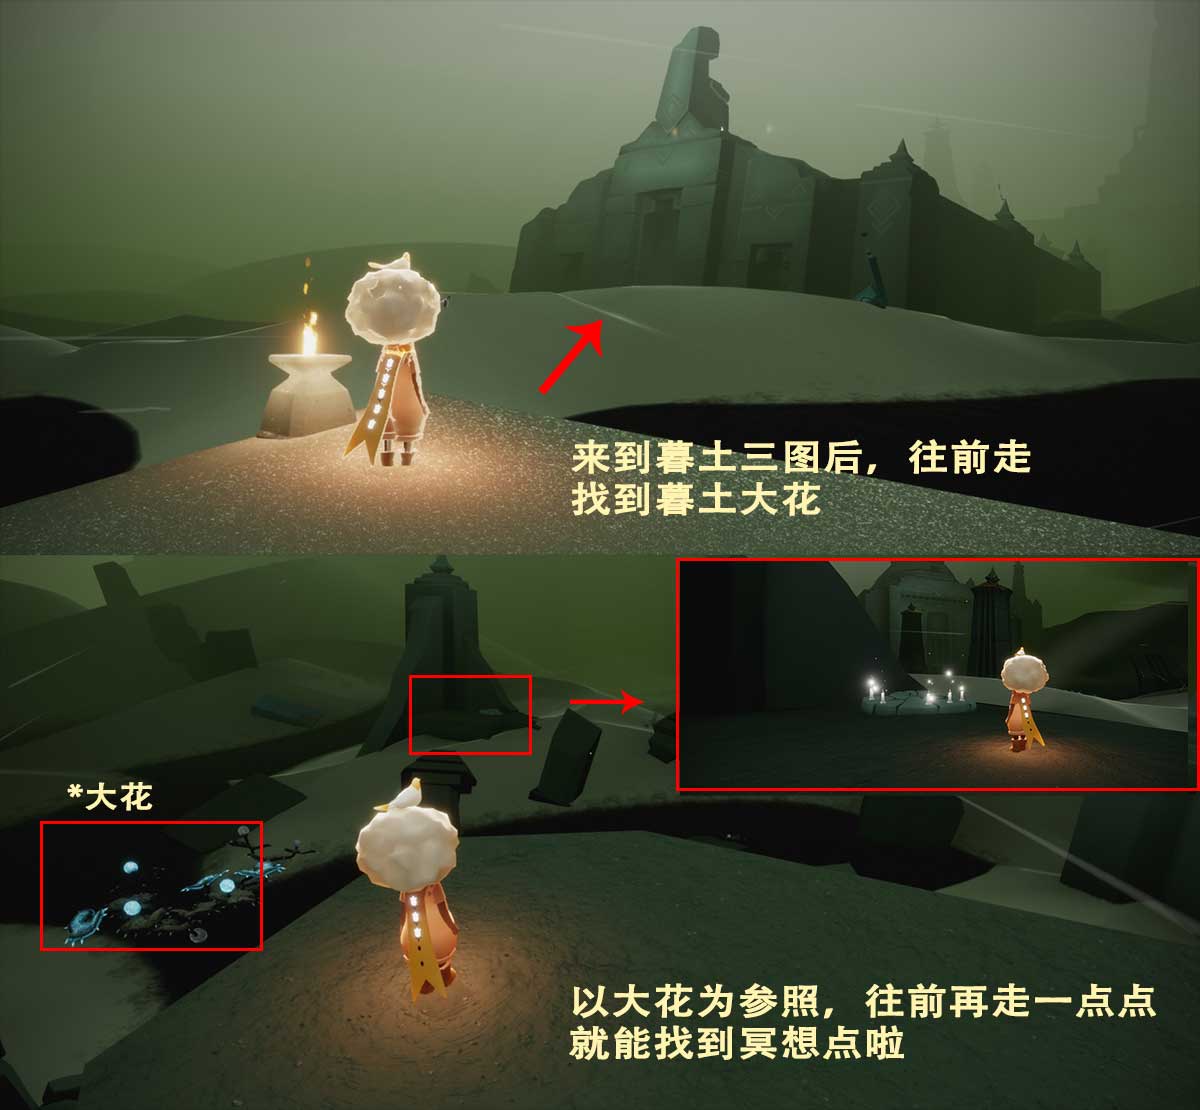 来到暮土三图后，往前走
找到暮土大花
*大花
以大花为参照，往前再走一点点
就能找到冥想点啦